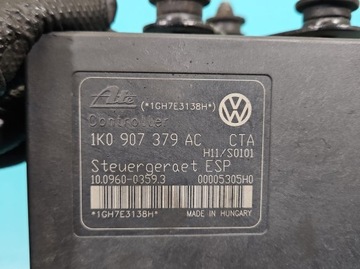 Ate (*1GH7E3138H*)
Controller
1K0 907 379 AC CTA
H11/S0101
Steuergeraet ESP
10.0960-0359.3 00005305H0
*1GH7E3138H* MADE IN HUNGARY